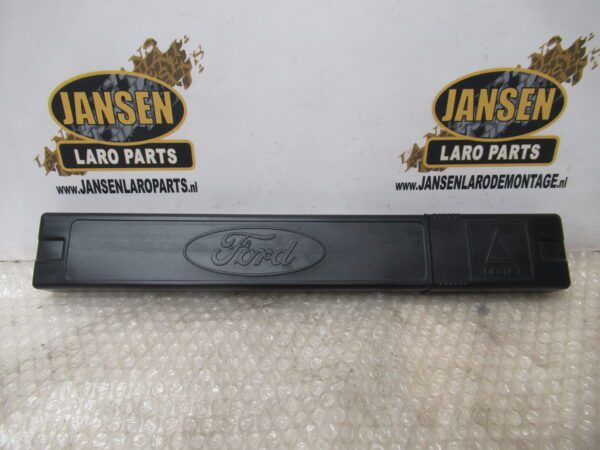 JANSEN
LARO PARTS
WWW.JANSENLAROPARTS.nl
JANSEN
LARO PARTS
WWW.JANSENLARODEMONTAGE.nl
Ford